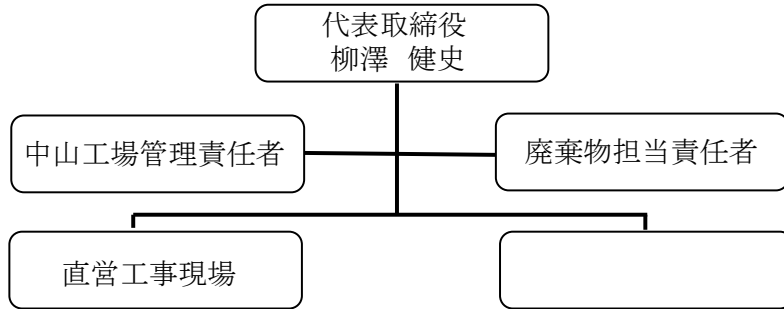 代表取締役
柳澤 健史
中山工場管理責任者
廃棄物担当責任者
直営工事現場